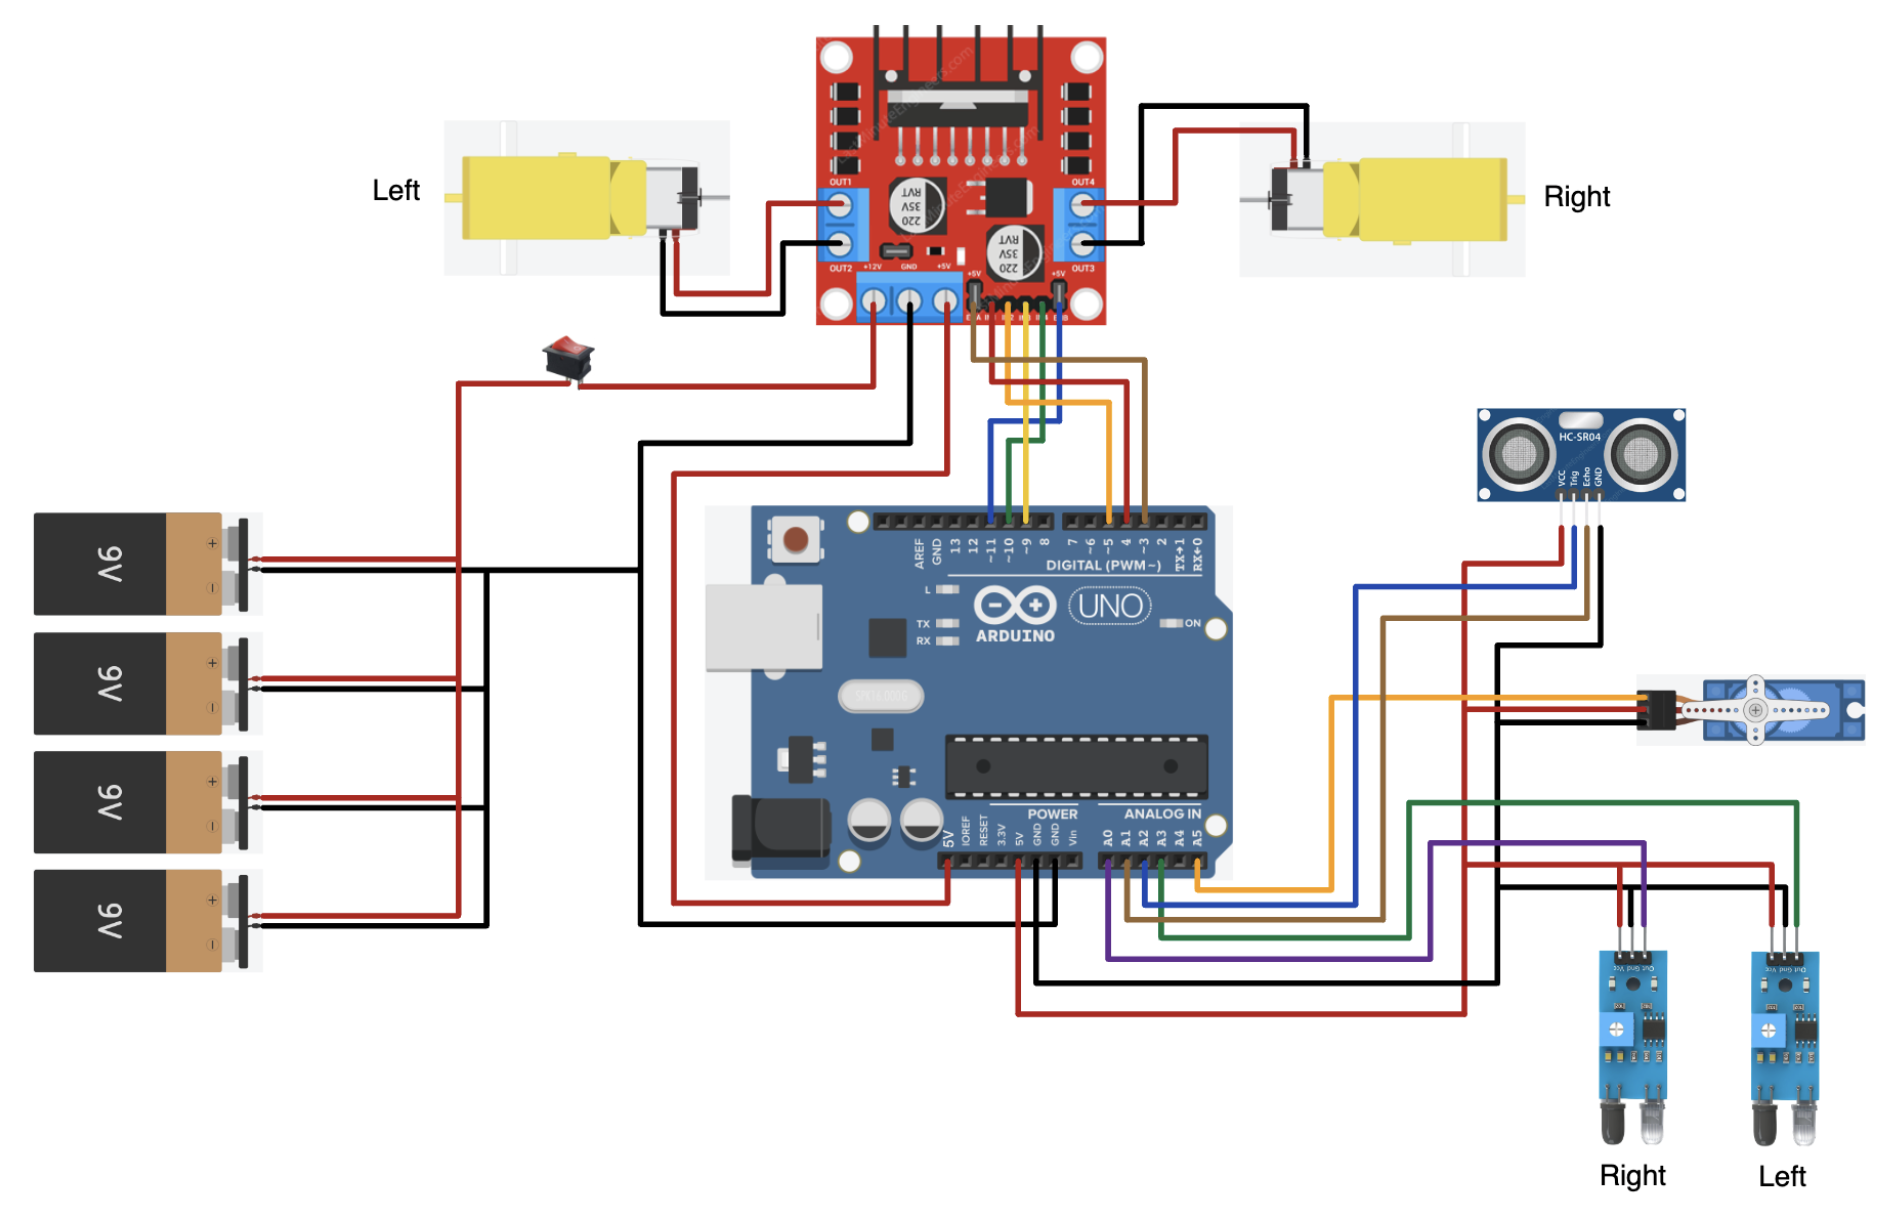 OUT1
OUT4
RVT
35V
220
RVT
35V
220
OUT2
+12V
GND
+5V
+5V
+5V
OUT3
Left
Right
HC-SR04
VCC
Trig
Echo
GND
9V
9V
9V
9V
AREF
GND
13
12
~11
~10
~9
8
7
~6
~5
4
~3
2
TX→1
RX←0
DIGITAL (PWM~)
L
TX
RX
ARDUINO
UNO
ON
POWER
ANALOG IN
5V
IOREF
RESET
3.3V
5V
GND
GND
Vin
A0
A1
A2
A3
A4
A5
Vcc Gnd Out
Vcc Gnd Out
Right
Left